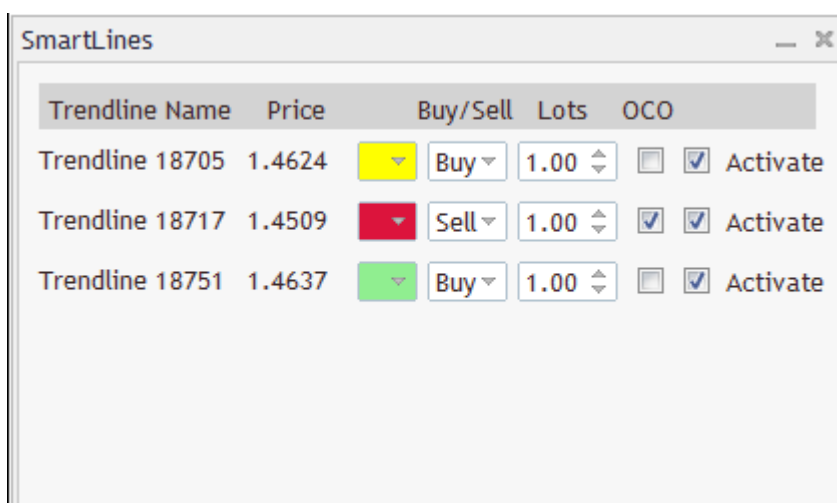 SmartLines
Trendline Name Price Buy/Sell Lots OCO
Trendline 18705 1.4624 Buy 1.00 Activate
Trendline 18717 1.4509 Sell 1.00 Activate
Trendline 18751 1.4637 Buy 1.00 Activate